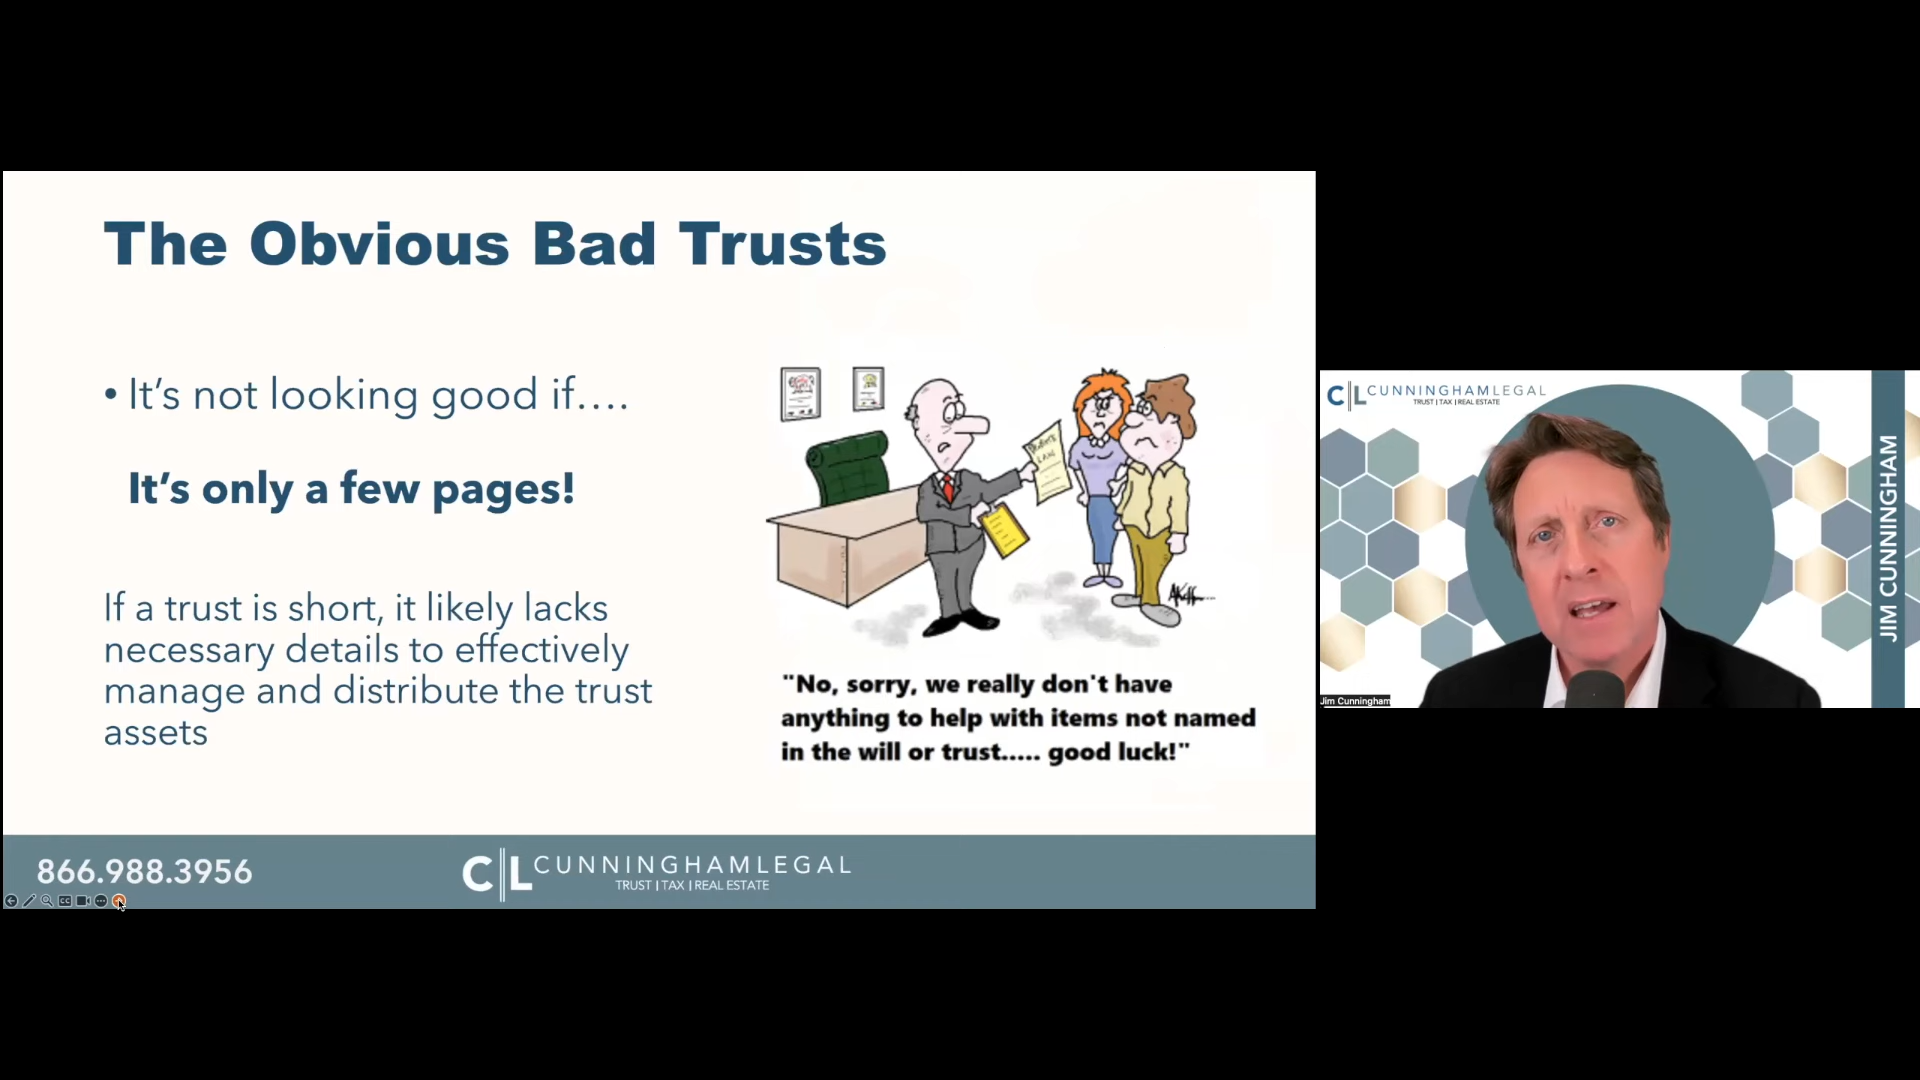 The Obvious Bad Trusts
• It's not looking good if....
It's only a few pages!
If a trust is short, it likely lacks
necessary details to effectively
manage and distribute the trust
assets
"No, sorry, we really don't have
anything to help with items not named
in the will or trust..... good luck!"
866.988.3956
CL CUNNINGHAMLEGAL
TRUST | TAX | REAL ESTATE
CC
CL CUNNINGHAMLEGAL
TRUST | TAX | REAL ESTATE
JIM CUNNINGHAM
Jim Cunningham